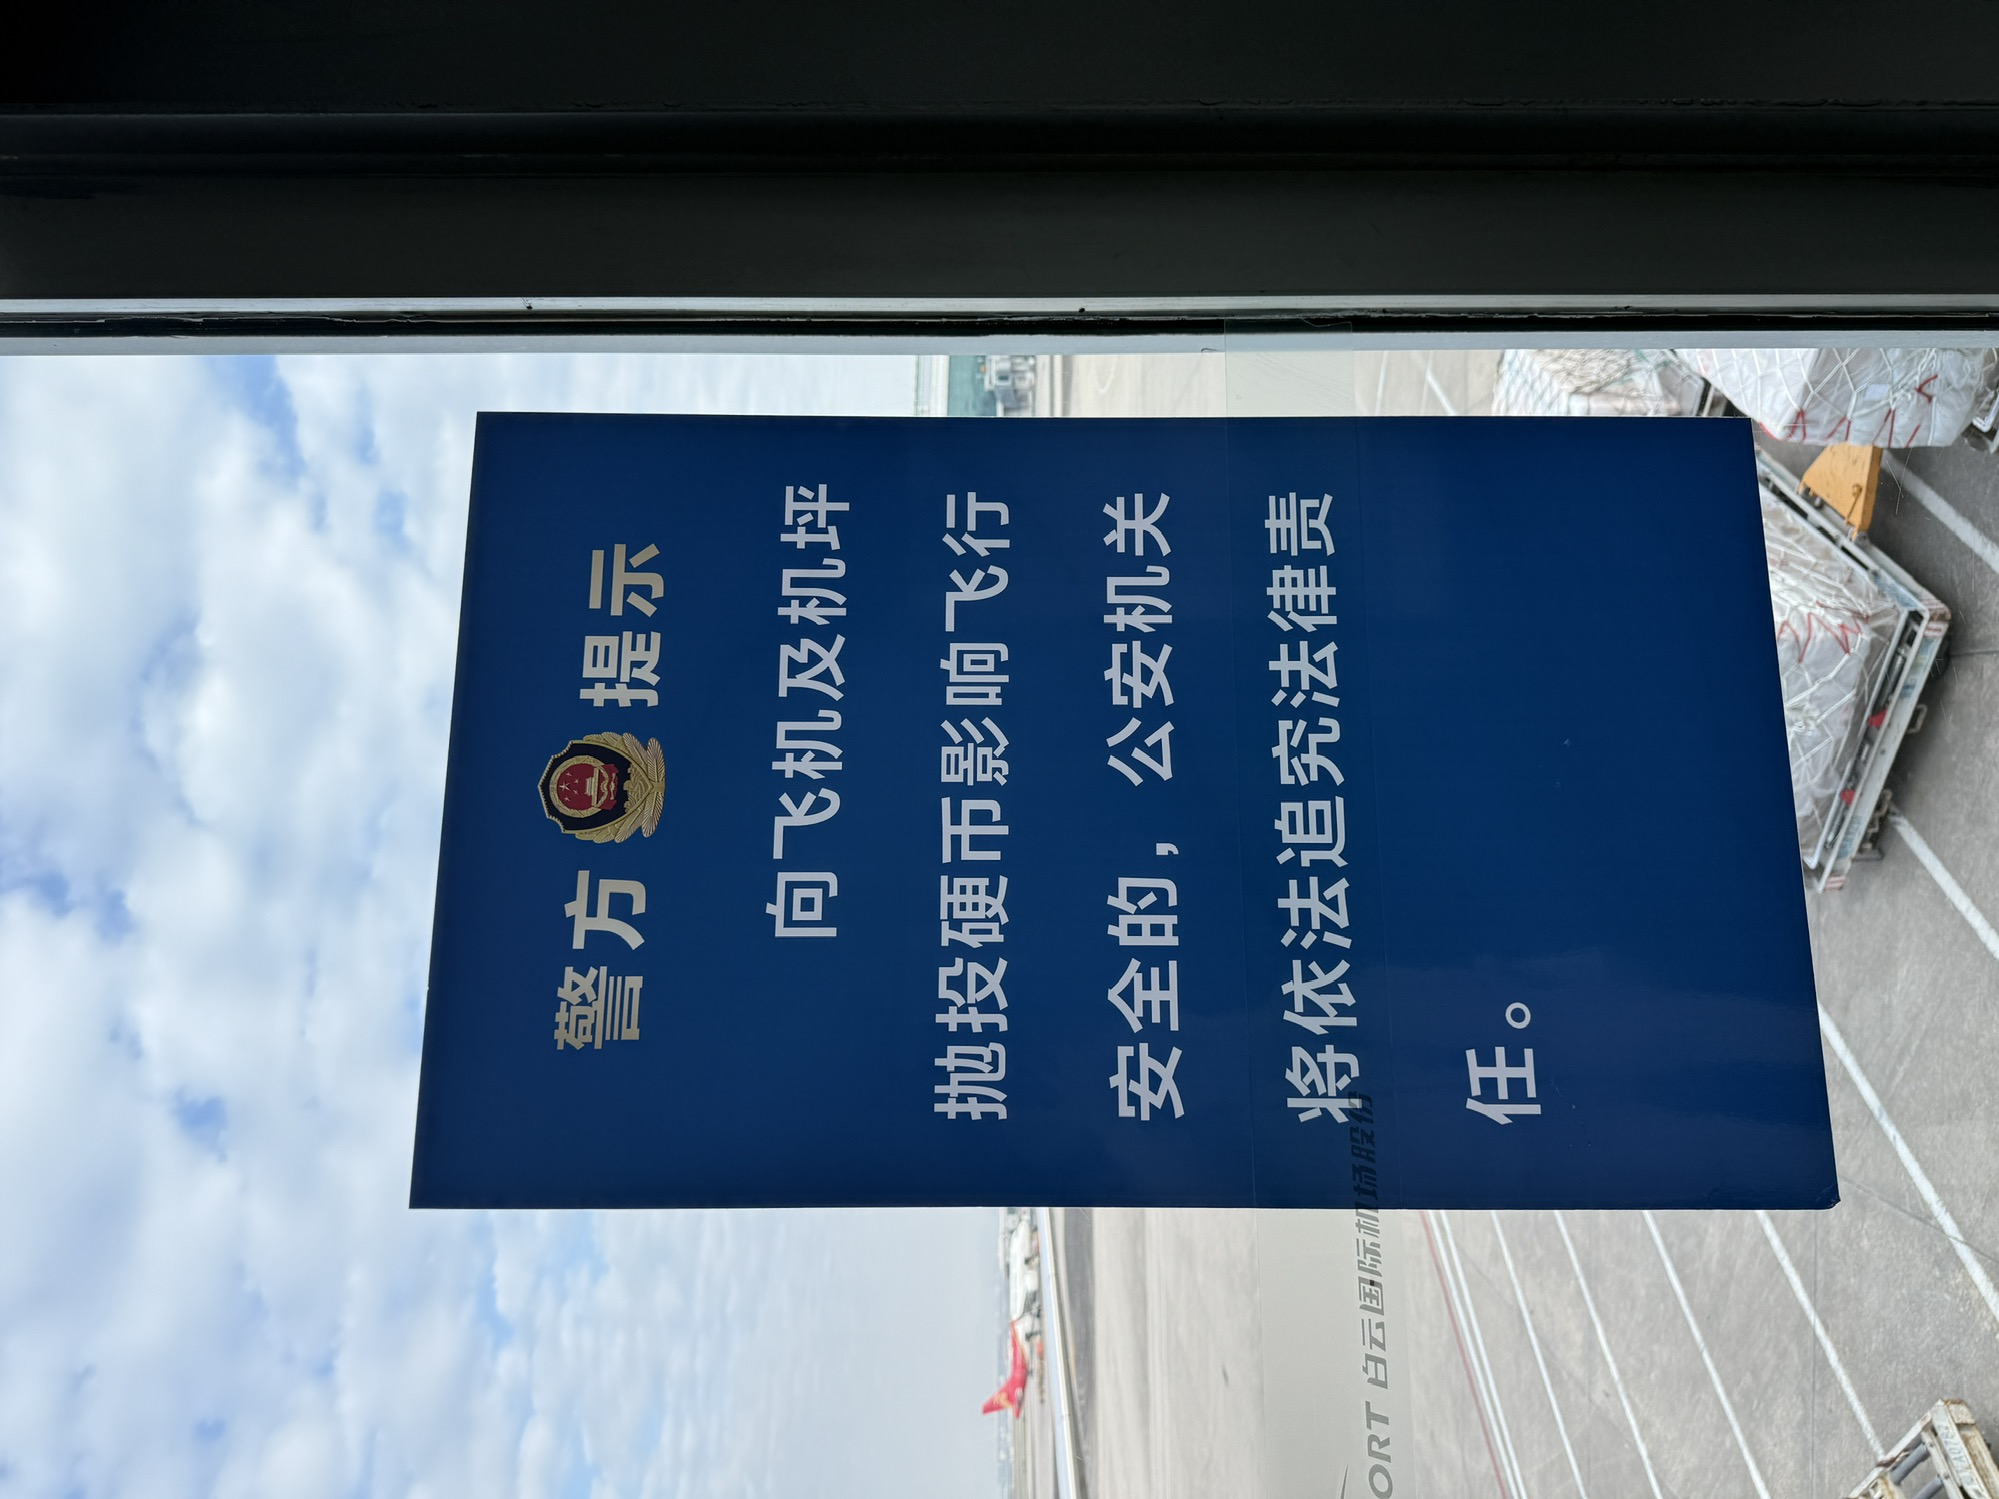 警方提示
向飞机及机坪
抛投硬币影响飞行
安全的，公安机关
将依法追究法律责
任。
ORT 白云国际机场股份